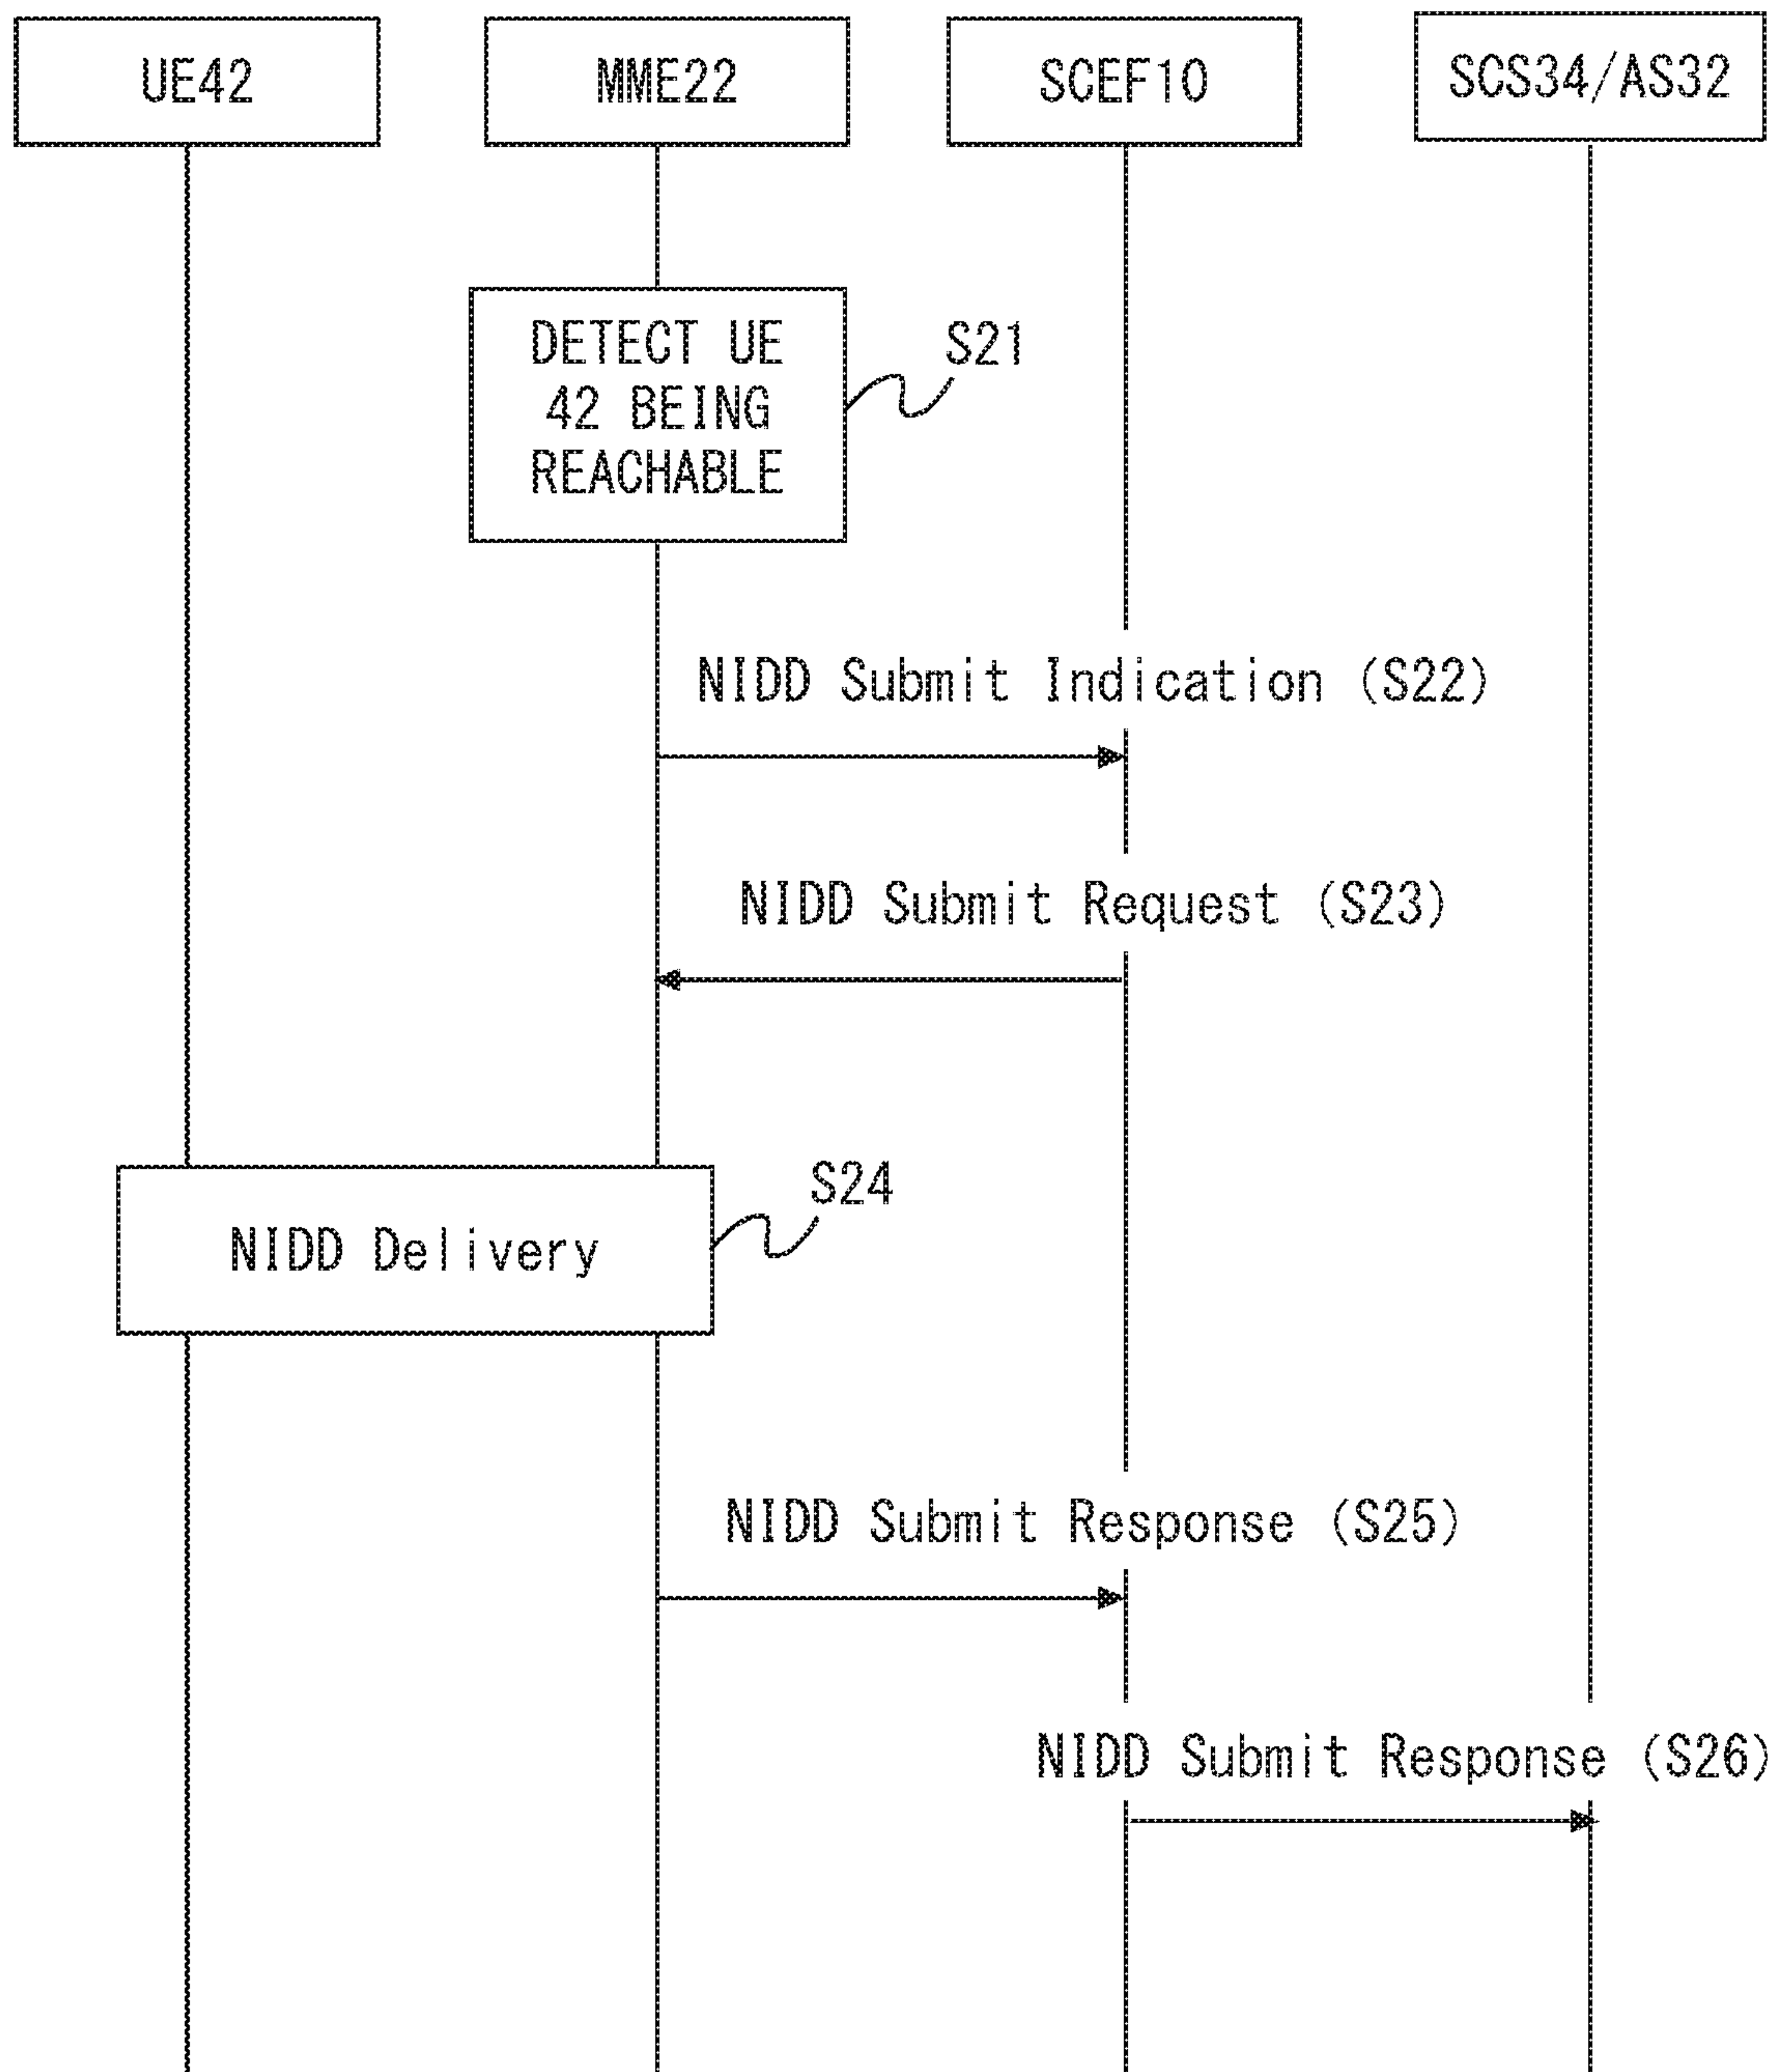 UE42
MME22
SCEF10
SCS34/AS32
DETECT UE
42 BEING
REACHABLE
S21
NIDD Submit Indication (S22)
NIDD Submit Request (S23)
S24
NIDD Delivery
NIDD Submit Response (S25)
NIDD Submit Response (S26)